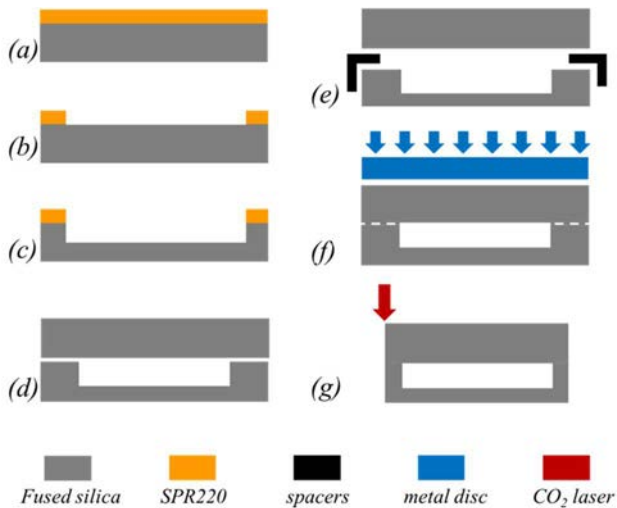 (a)
(b)
(c)
(d)
(e)
(f)
(g)
Fused silica
SPR220
spacers
metal disc
CO₂ laser